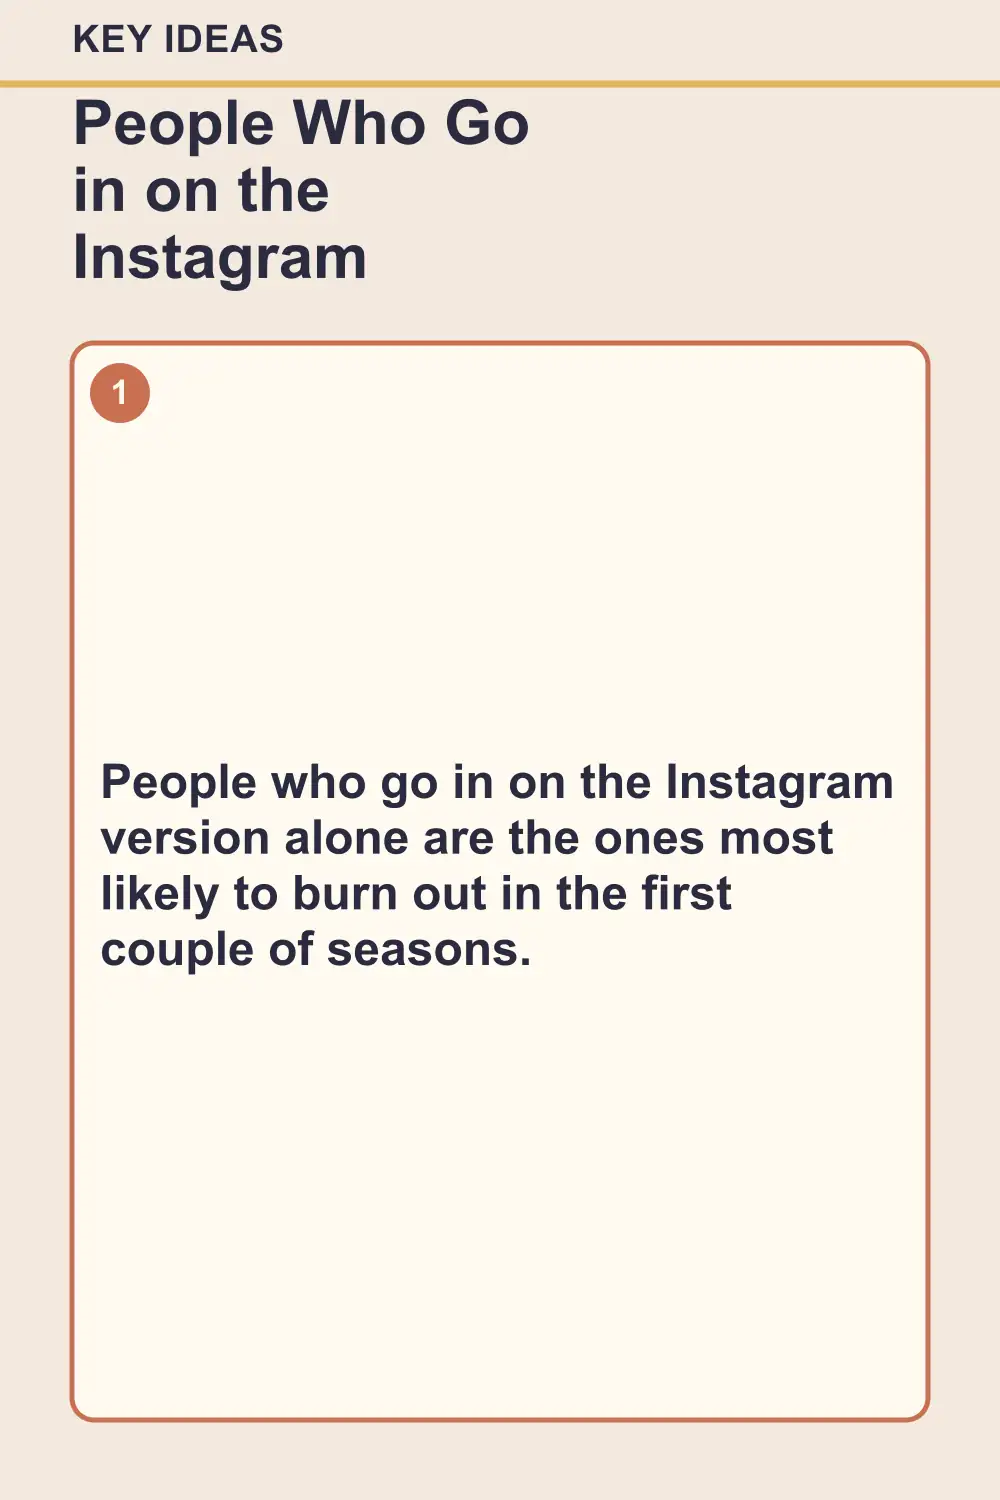 KEY IDEAS
People Who Go
in on the
Instagram
1
People who go in on the Instagram
version alone are the ones most
likely to burn out in the first
couple of seasons.